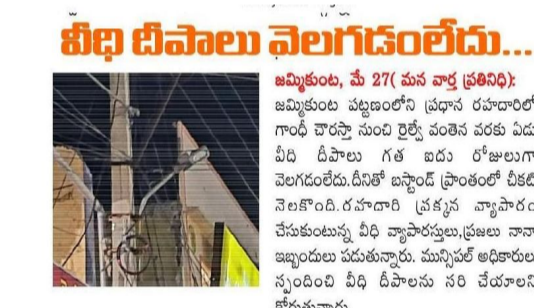 వీధి దీపాలు వెలగడంలేదు...
జమ్మికుంట, మే 27( మన వార్త ప్రతినిధి):
జమ్మికుంట పట్టణంలోని ప్రధాన రహదారిలో
గాంధీ చౌరస్తా నుంచి రైల్వే వంతెన వరకు ఏడు
వీది దీపాలు గత ఐదు రోజులుగా
వెలగడంలేదు.దీనితో బస్టాండ్ ప్రాంతంలో చీకటి
నెలకొంది.రహదారి ప్రక్కన వ్యాపారం
చేసుకుంటున్న వీధి వ్యాపారస్తులు,ప్రజలు నానా
ఇబ్బందులు పడుతున్నారు. మున్సిపల్ అధికారులు
స్పందించి వీధి దీపాలను సరి చేయాలని
కోరుతున్నారు